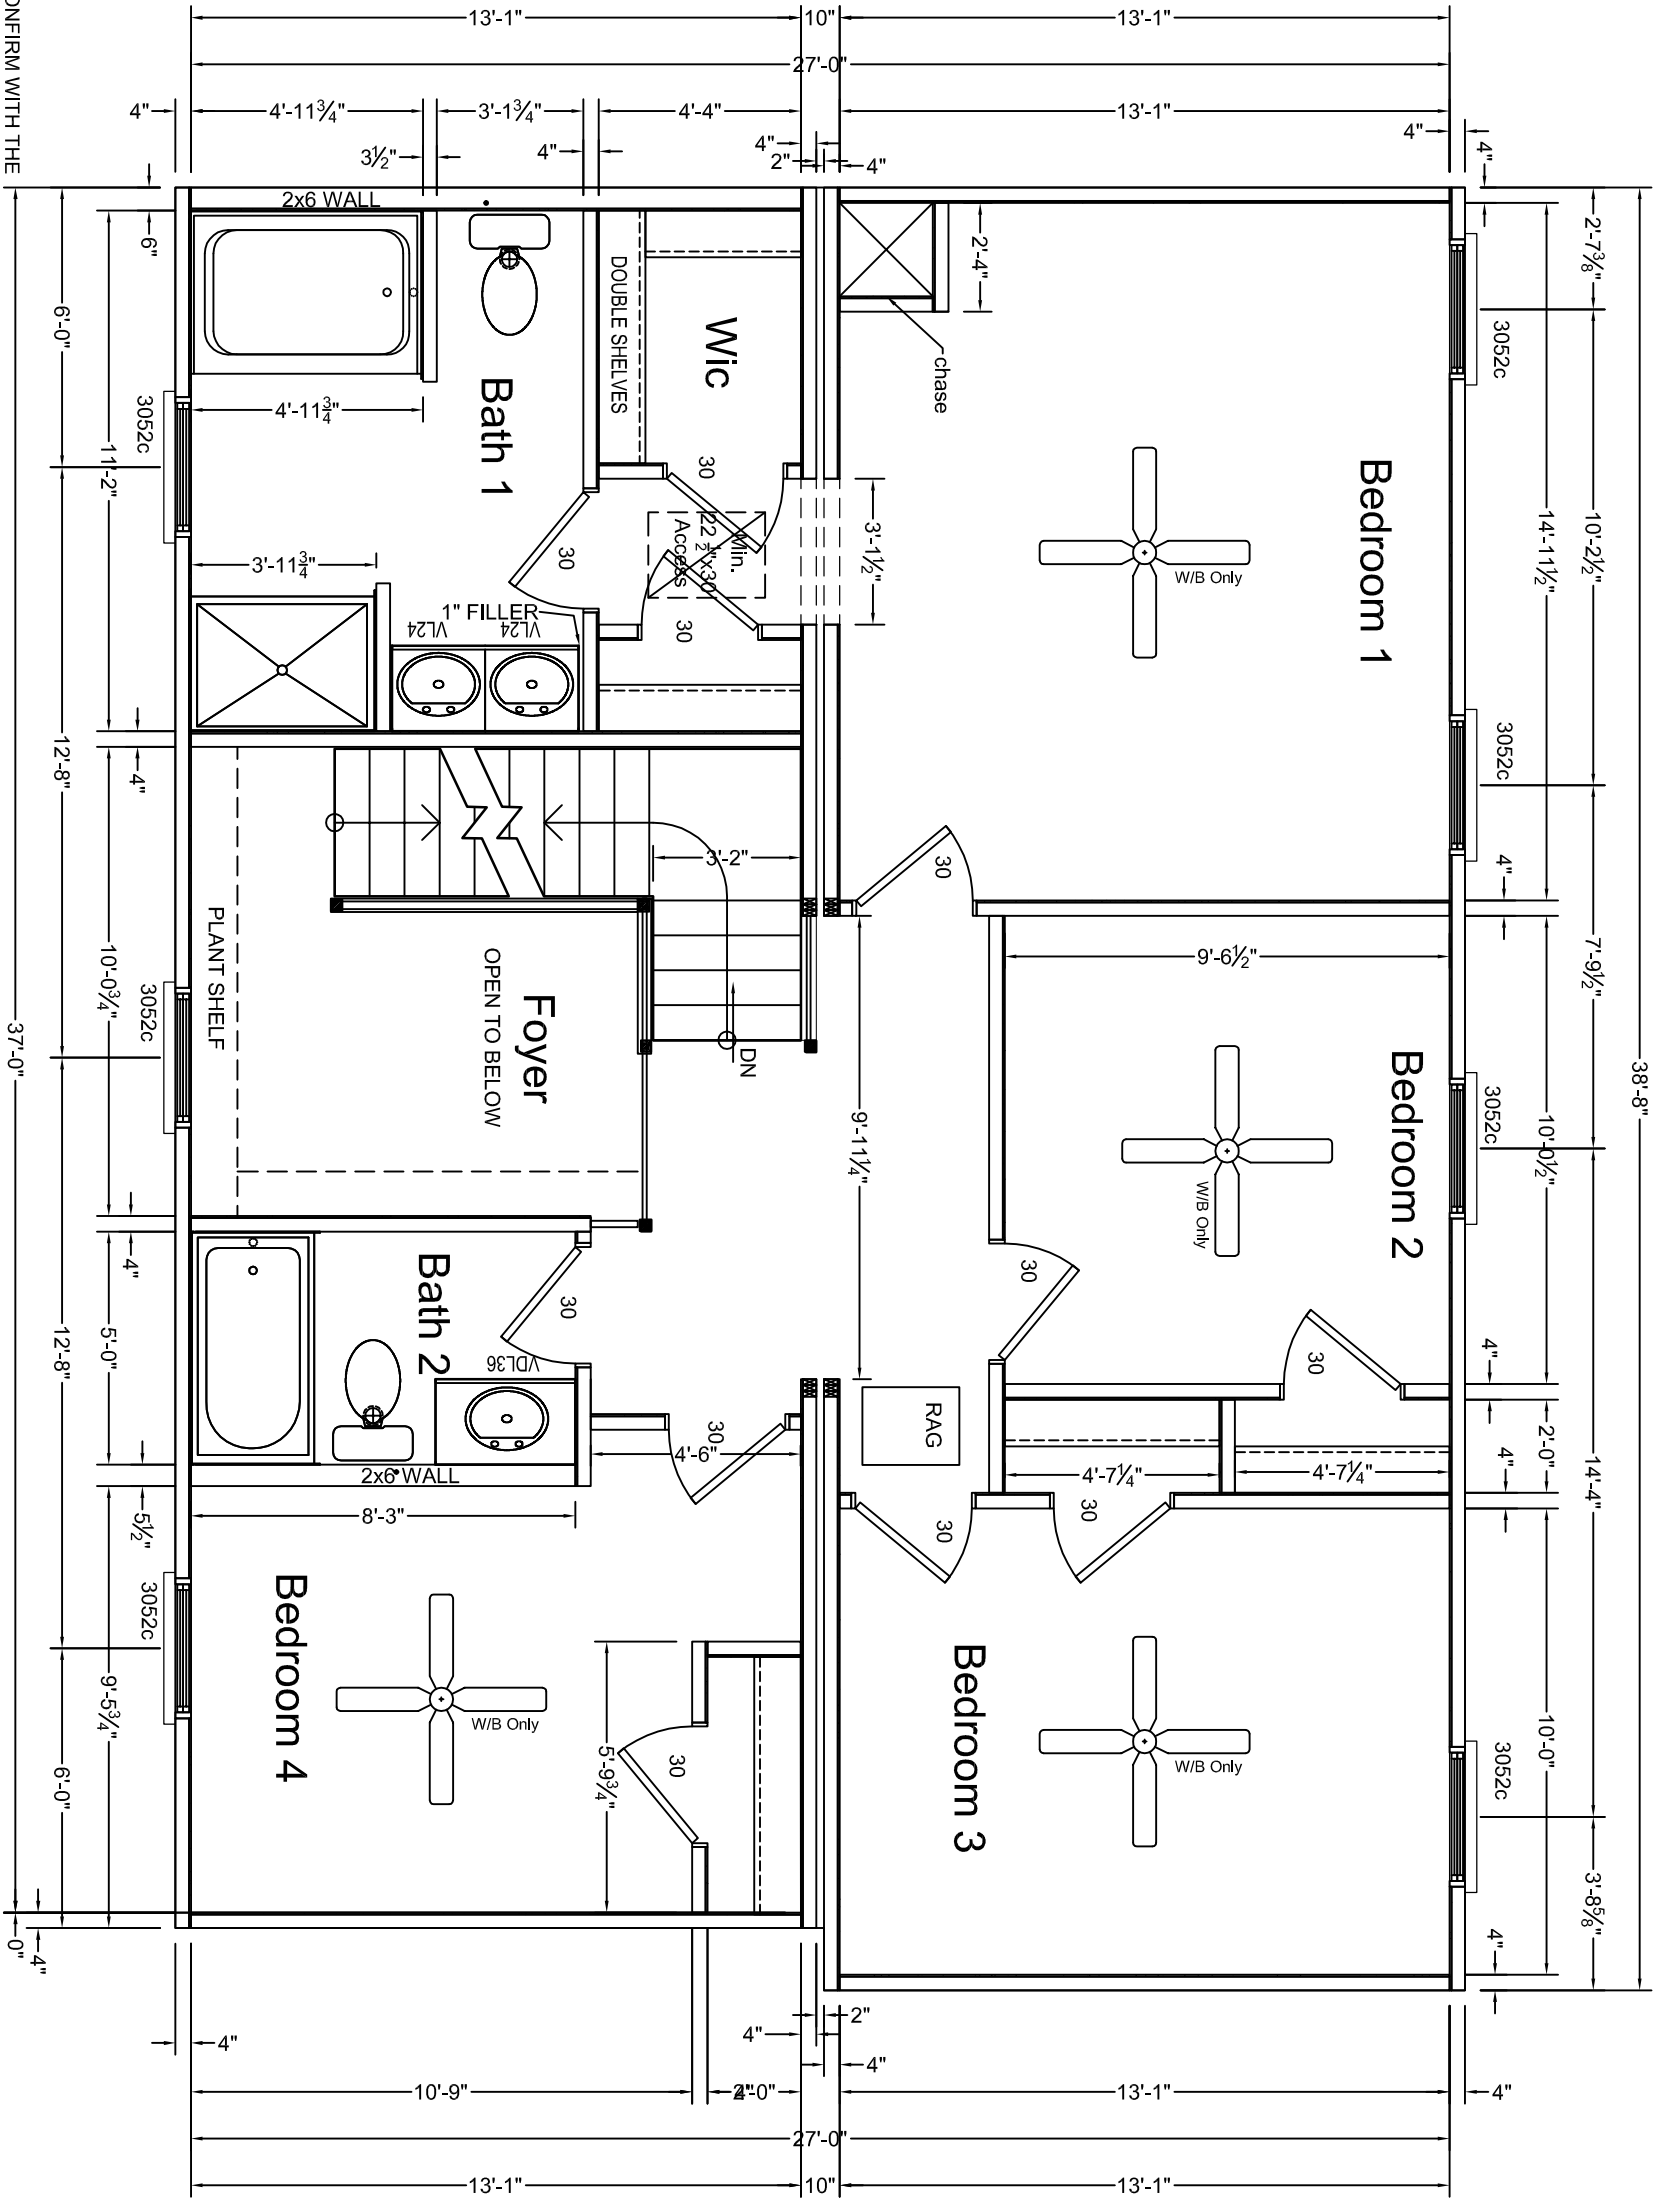 13'-1"
10"
13'-1"
27'-0"
4"
4'-11¾"
3'-1¾"
4'-4"
13'-1"
4"
3½"
4"
4"
2"
4"
4"
ONFIRM WITH THE
38'-8"
2'-7⅜"
10'-2½"
7'-9½"
14'-4"
3'-8⅝"
14'-11½"
4"
10'-0½"
4"
2'-0"
4"
10'-0"
4"
3052c
3052c
3052c
3052c
2'-4"
chase
Bedroom 1
W/B Only
3'-1½"
30
9'-6½"
Bedroom 2
W/B Only
30
30
4'-7¼"
4'-7¼"
9'-11¼"
RAG
30
30
Bedroom 3
W/B Only
2x6 WALL
DOUBLE SHELVES
Wic
30
Min.
22 ½"x30
Access
30
Bath 1
4'-11¾"
30
3'-11¾"
1" FILLER
VL24
VL24
3'-2"
DN
Foyer
OPEN TO BELOW
PLANT SHELF
Bath 2
30
VDL36
2x6 WALL
30
4'-6"
8'-3"
Bedroom 4
W/B Only
5'-9¾"
30
3052c
3052c
3052c
6"
11'-2"
4"
10'-0¾"
4"
5'-0"
5½"
9'-5¾"
6'-0"
12'-8"
12'-8"
6'-0"
37'-0"
4"
0"
4"
2"
4"
4"
10'-9"
2'-0"
13'-1"
4"
27'-0"
13'-1"
10"
13'-1"